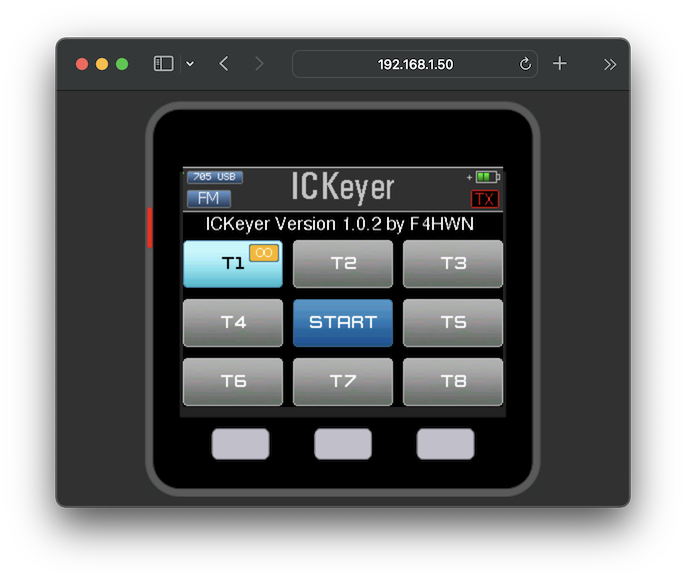 192.168.1.50
705 USB
ICKeyer
+
FM
TX
ICKeyer Version 1.0.2 by F4HWN
T1 ∞
T2
T3
T4
START
T5
T6
T7
T8